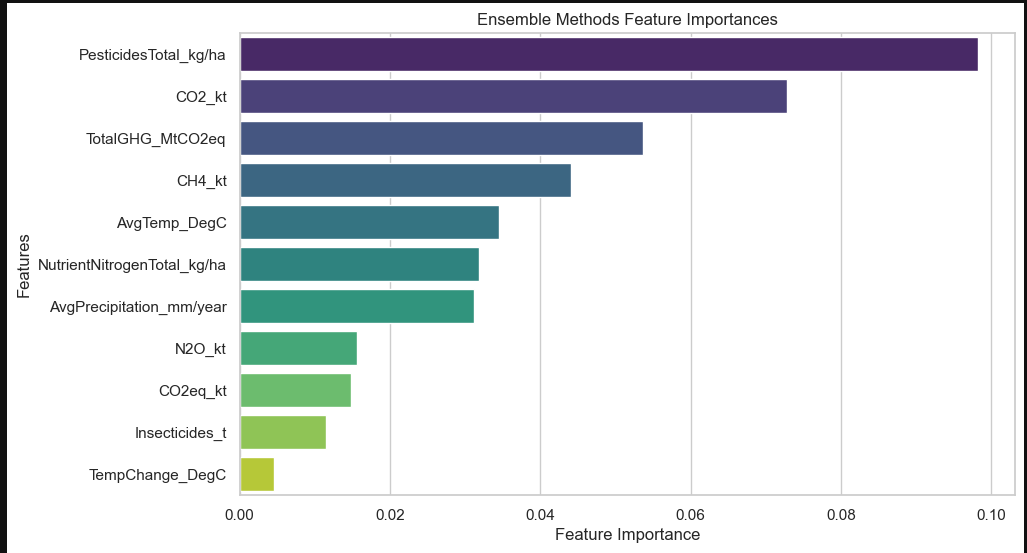 Ensemble Methods Feature Importances
Features
PesticidesTotal_kg/ha
CO2_kt
TotalGHG_MtCO2eq
CH4_kt
AvgTemp_DegC
NutrientNitrogenTotal_kg/ha
AvgPrecipitation_mm/year
N2O_kt
CO2eq_kt
Insecticides_t
TempChange_DegC
0.00 0.02 0.04 0.06 0.08 0.10
Feature Importance